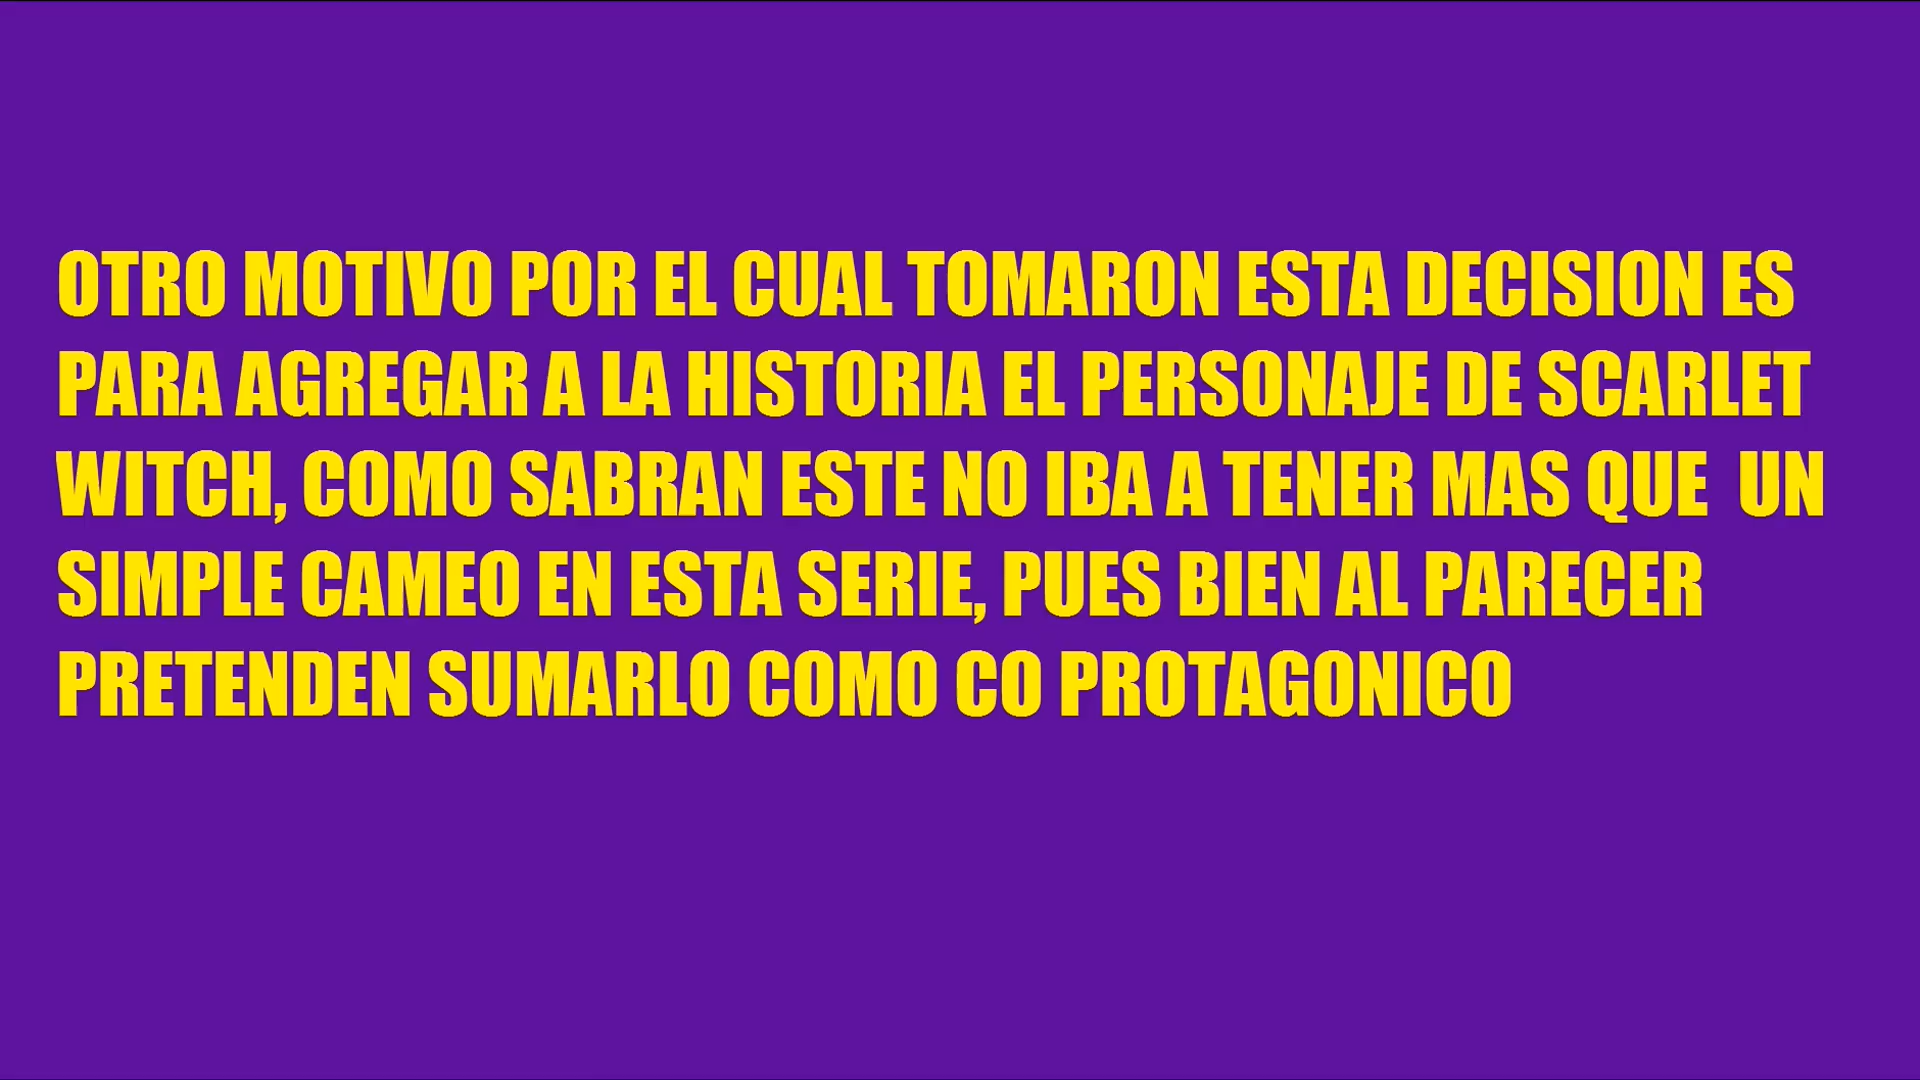 OTRO MOTIVO POR EL CUAL TOMARON ESTA DECISION ES
PARA AGREGAR A LA HISTORIA EL PERSONAJE DE SCARLET
WITCH, COMO SABRAN ESTE NO IBA A TENER MAS QUE  UN
SIMPLE CAMEO EN ESTA SERIE, PUES BIEN AL PARECER
PRETENDEN SUMARLO COMO CO PROTAGONICO